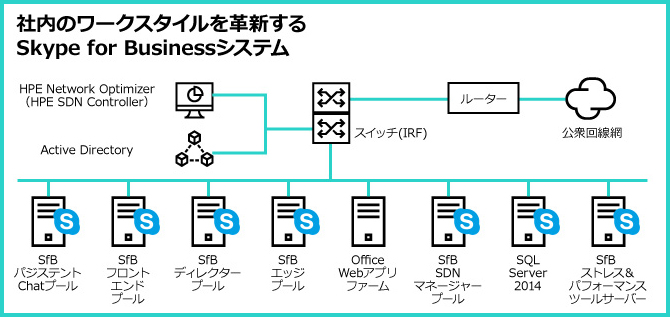 社内のワークスタイルを革新する
Skype for Businessシステム
HPE Network Optimizer
（HPE SDN Controller）
Active Directory
スイッチ(IRF)
ルーター
公衆回線網
SfB
パジステント
Chatプール
SfB
フロント
エンド
プール
SfB
ディレクター
プール
SfB
エッジ
プール
Office
Webアプリ
ファーム
SfB
SDN
マネージャー
プール
SQL
Server
2014
SfB
ストレス＆
パフォーマンス
ツールサーバー